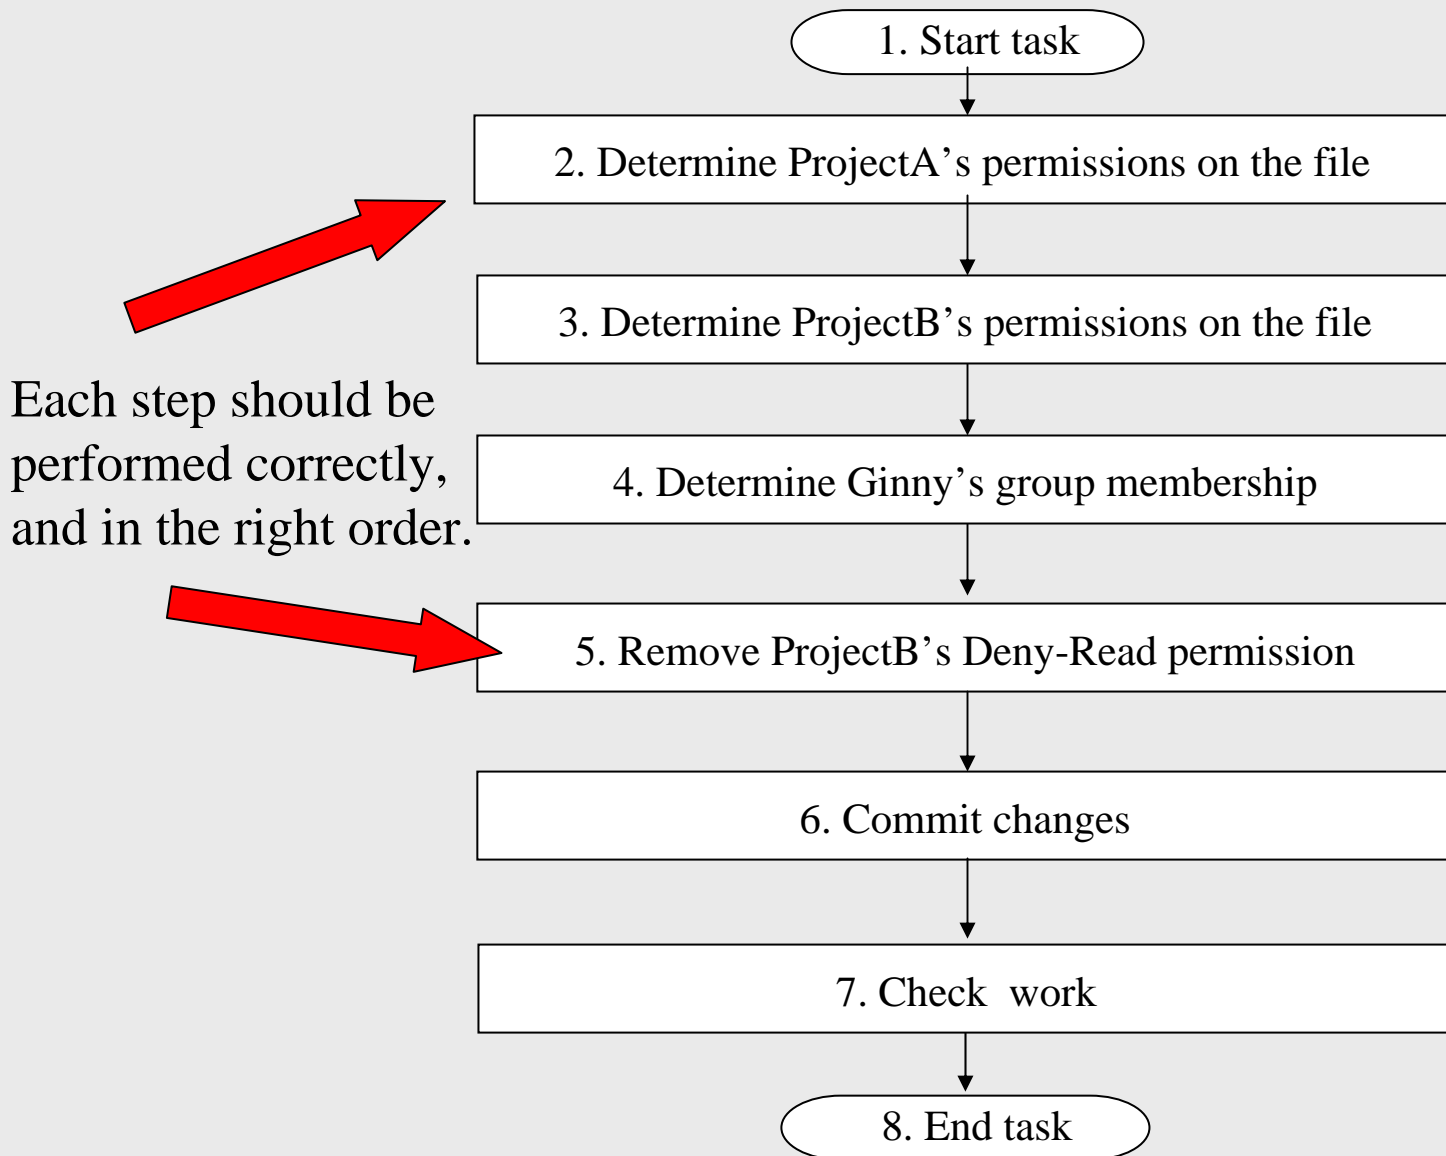 1. Start task
2. Determine ProjectA’s permissions on the file
3. Determine ProjectB’s permissions on the file
Each step should be
performed correctly,
and in the right order.
4. Determine Ginny’s group membership
5. Remove ProjectB’s Deny-Read permission
6. Commit changes
7. Check  work
8. End task